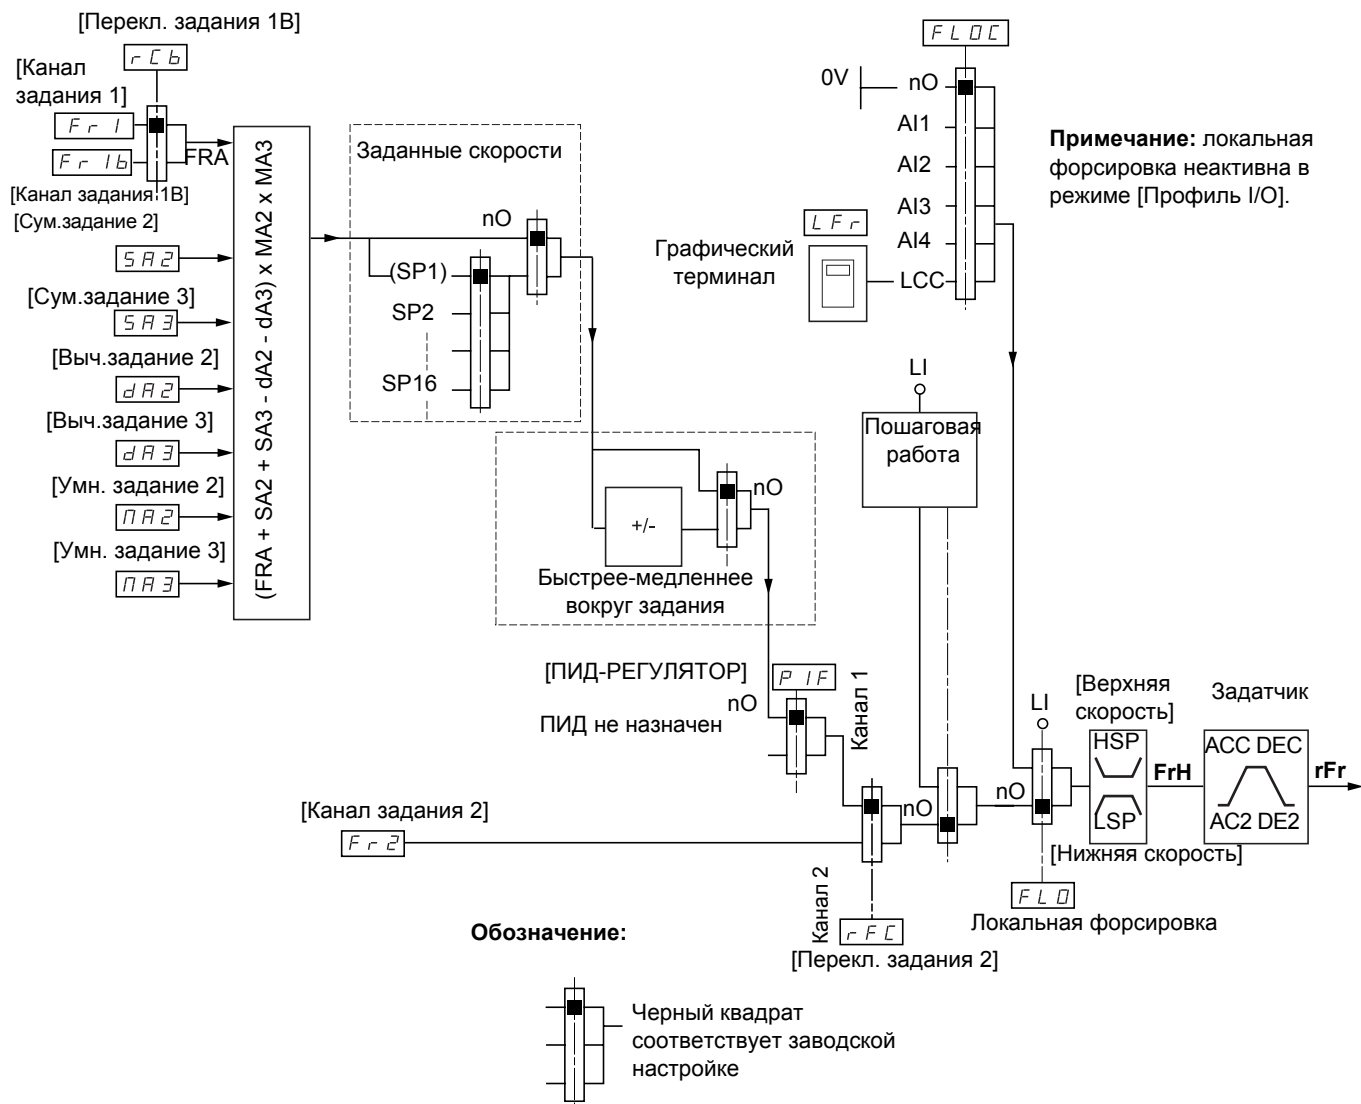 [Перекл. задания 1B]
rCb
[Канал
задания 1]
Fr1
Fr1b
FRA
[Канал задания 1B]
[Сум.задание 2]
SA2
[Сум.задание 3]
SA3
[Выч.задание 2]
dA2
[Выч.задание 3]
dA3
[Умн. задание 2]
MA2
[Умн. задание 3]
MA3
(FRA + SA2 + SA3 - dA2 - dA3) x MA2 x MA3
Заданные скорости
nO
(SP1)
SP2
SP16
nO
+/-
Быстрее-медленнее
вокруг задания
FLOC
0V
nO
AI1
AI2
AI3
AI4
LCC
LFr
Графический
терминал
Примечание: локальная
форсировка неактивна в
режиме [Профиль I/O].
LI
Пошаговая
работа
[ПИД-РЕГУЛЯТОР]
PIF
nO
ПИД не назначен
Канал 1
[Канал задания 2]
Fr2
Канал 2
rFC
[Перекл. задания 2]
nO
nO
LI
FLO
Локальная форсировка
[Верхняя
скорость]
HSP
LSP
[Нижняя скорость]
FrH
Задатчик
ACC DEC
AC2 DE2
rFr
Обозначение:
Черный квадрат
соответствует заводской
настройке